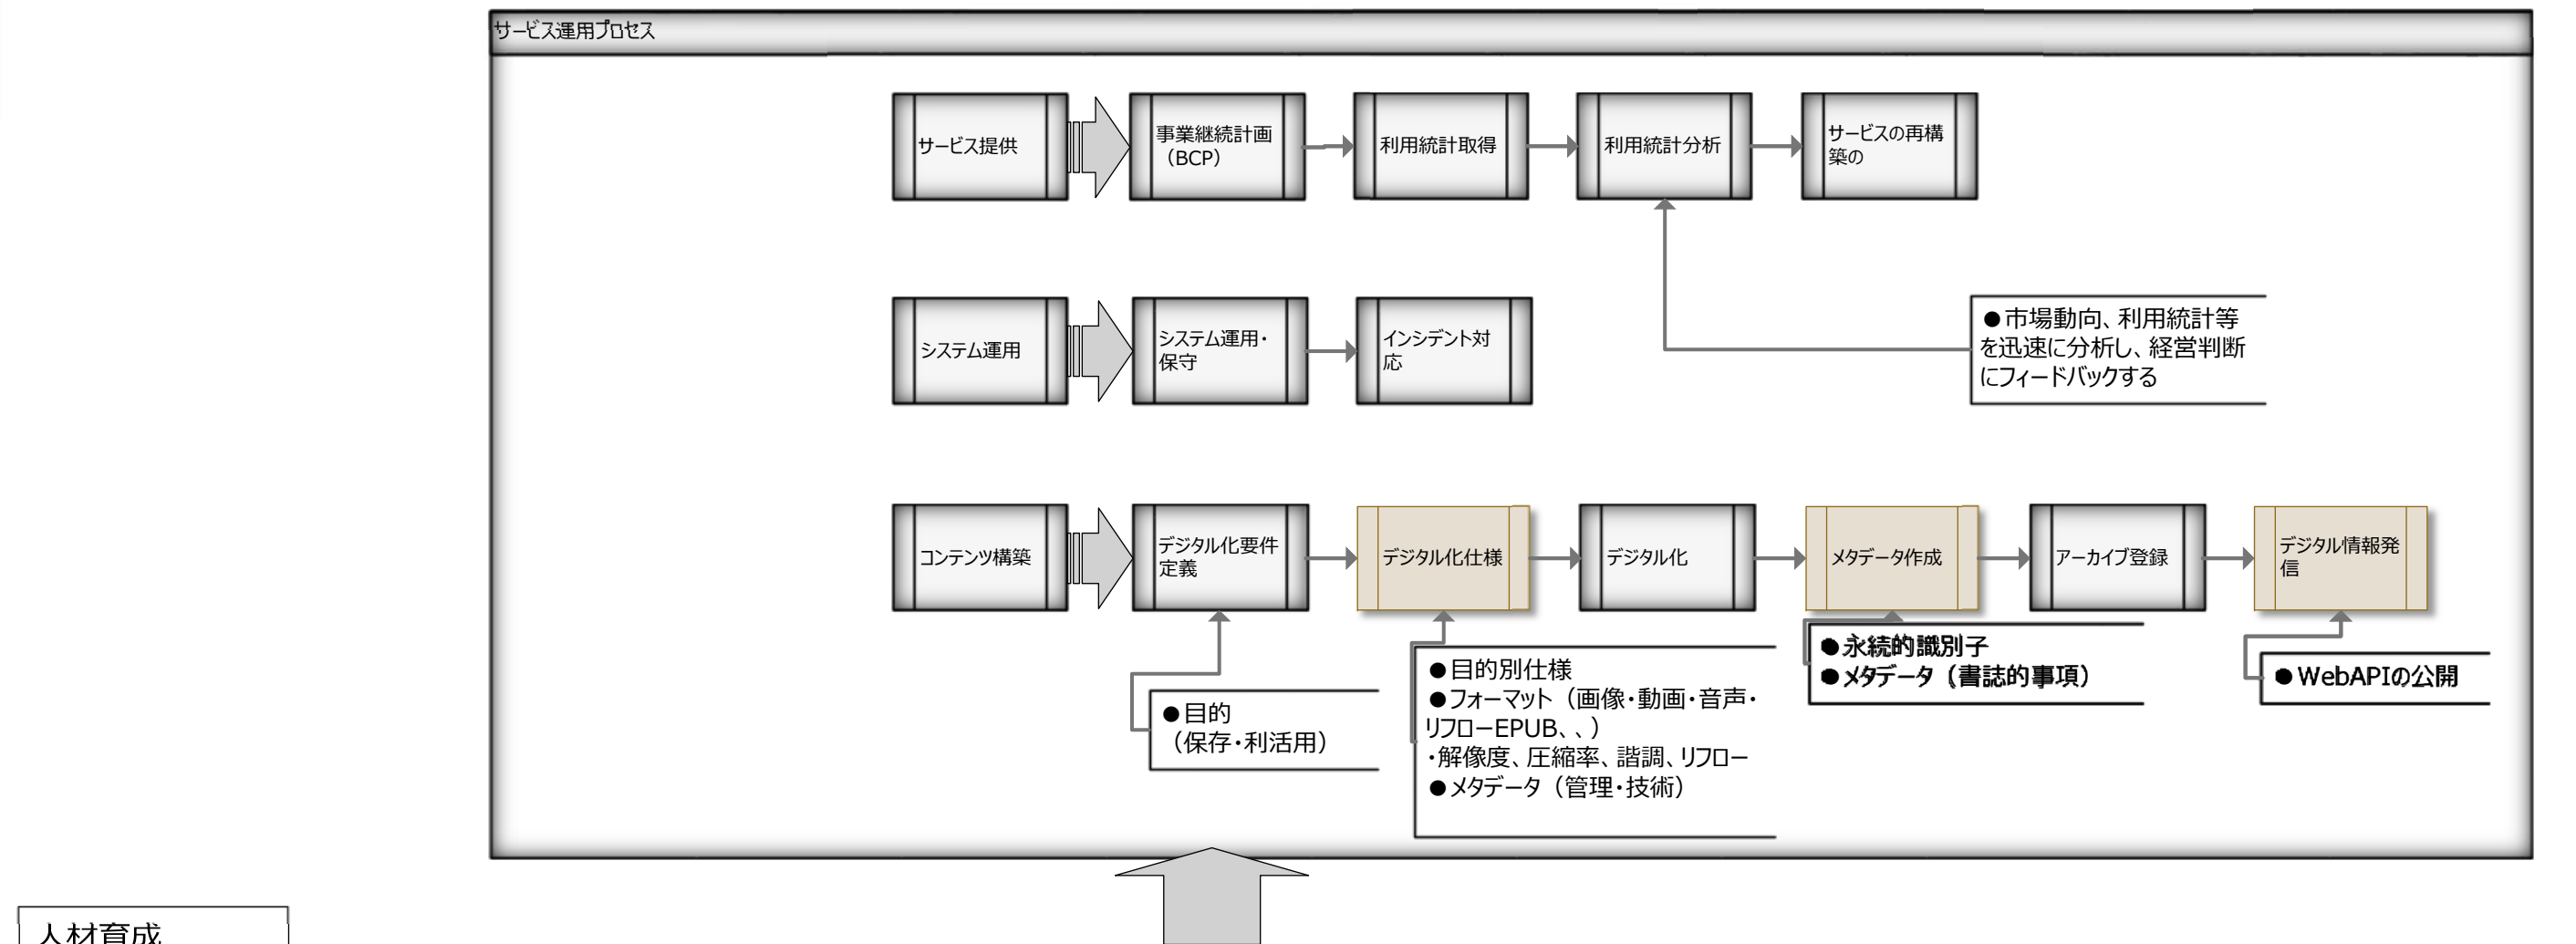 サービス運用プロセス
サービス提供
事業継続計画
（BCP）
利用統計取得
利用統計分析
サービスの再構
築の
システム運用
システム運用・
保守
インシデント対
応
●市場動向、利用統計等
を迅速に分析し、経営判断
にフィードバックする
コンテンツ構築
デジタル化要件
定義
デジタル化仕様
デジタル化
メタデータ作成
アーカイブ登録
デジタル情報発
信
●目的
（保存・利活用）
●目的別仕様
●フォーマット（画像・動画・音声・
リフローEPUB、、）
・解像度、圧縮率、諧調、リフロー
●メタデータ（管理・技術）
●永続的識別子
●メタデータ（書誌的事項）
●WebAPIの公開
人材育成